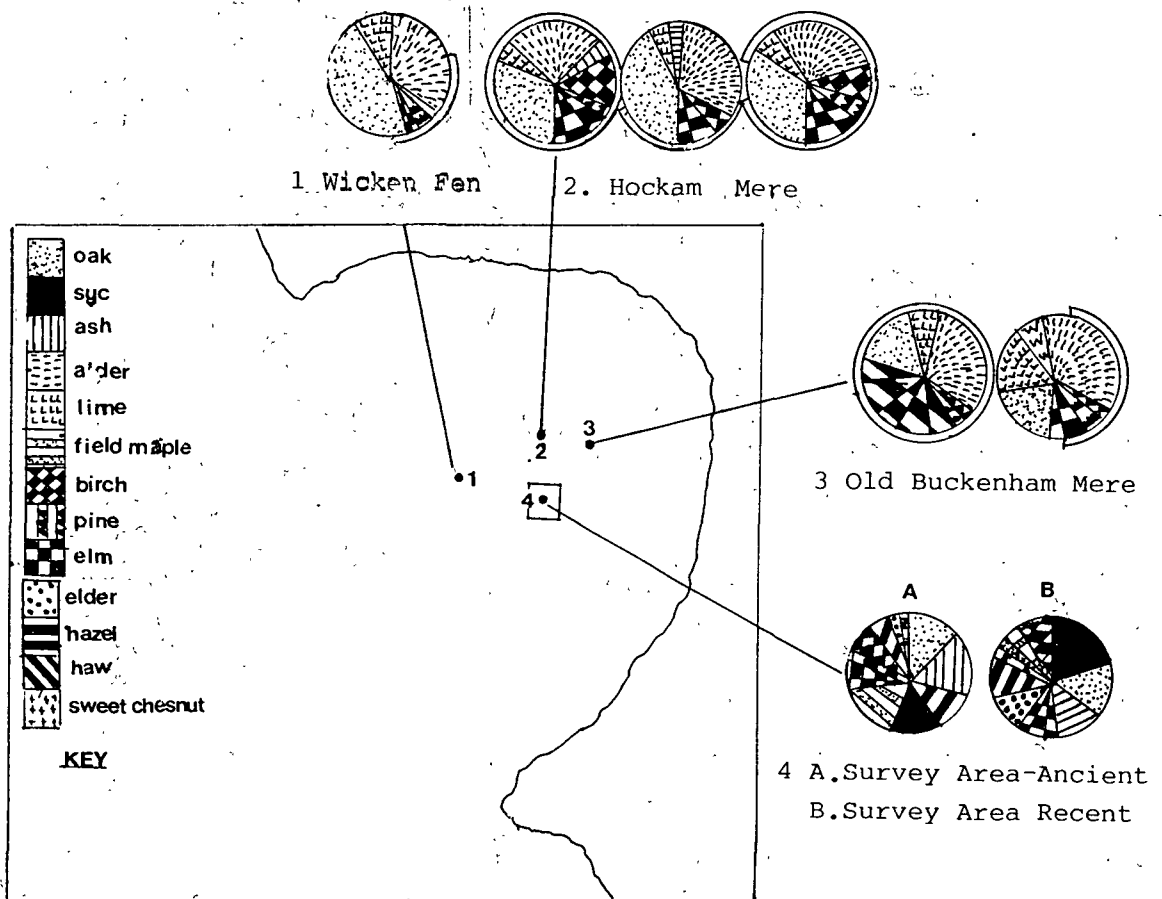 1 Wicken Fen
2. Hockam Mere
oak
syc
ash
a'der
lime
field maple
birch
pine
elm
elder
hazel
haw
sweet chesnut
KEY
1
2
3
4
3 Old Buckenham Mere
A
B
4 A.Survey Area-Ancient
B.Survey Area Recent